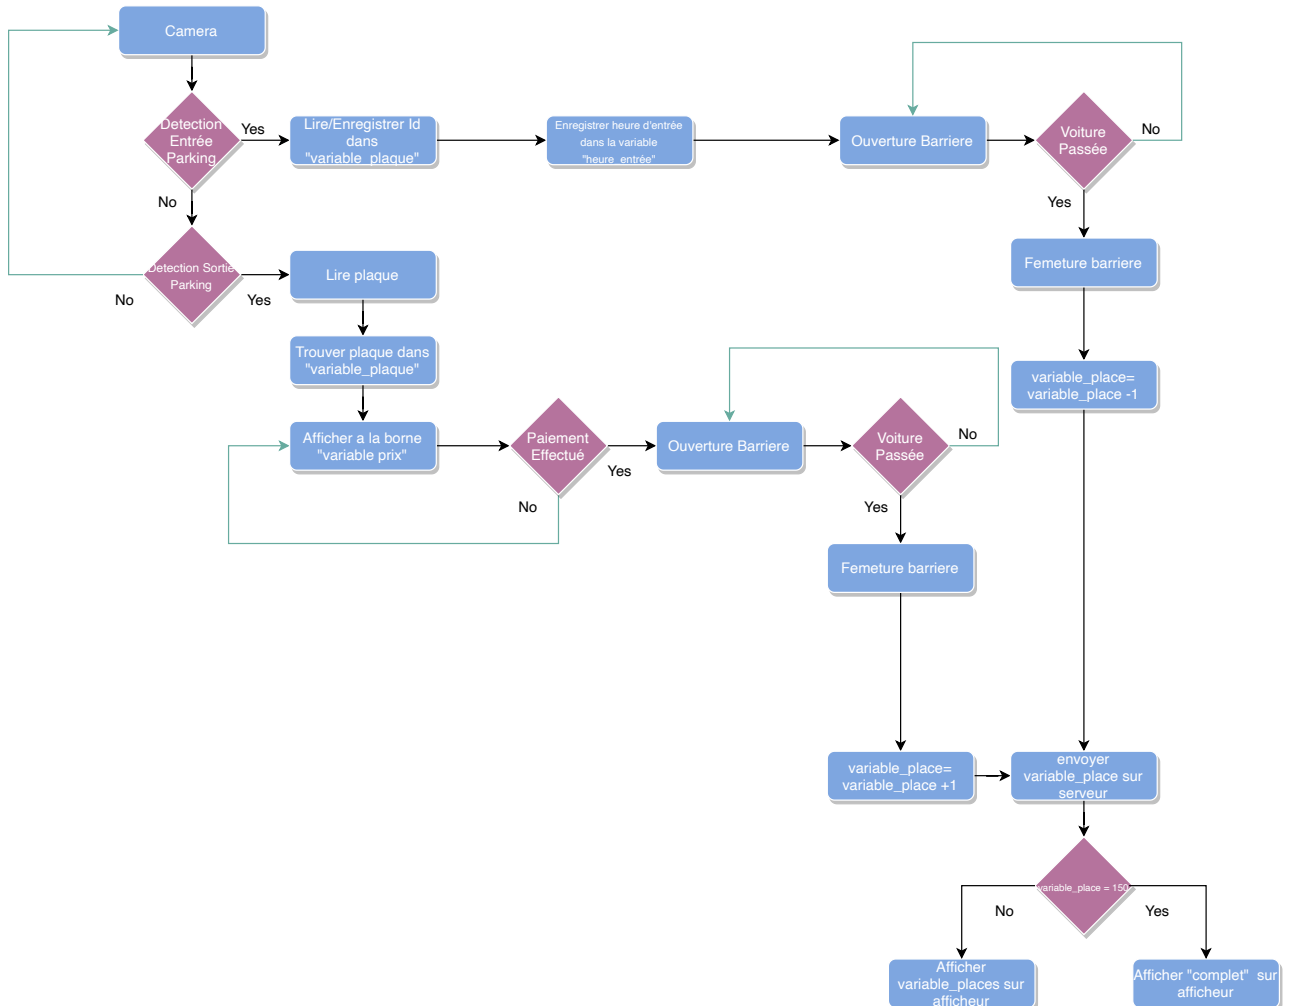 Camera
Detection
Entrée
Parking
Yes
Lire/Enregistrer Id
dans
"variable_plaque"
Enregistrer heure d'entrée
dans la variable
"heure_entrée"
Ouverture Barriere
Voiture
Passée
No
No
Yes
Detection Sortie
Parking
No
Yes
Lire plaque
Femeture barriere
Trouver plaque dans
"variable_plaque"
variable_place=
variable_place -1
Afficher a la borne
"variable prix"
Paiement
Effectué
Yes
No
Ouverture Barriere
Voiture
Passée
No
Yes
Femeture barriere
variable_place=
variable_place +1
envoyer
variable_place sur
serveur
variable_place = 150
No
Yes
Afficher
variable_places sur
afficheur
Afficher "complet" sur
afficheur